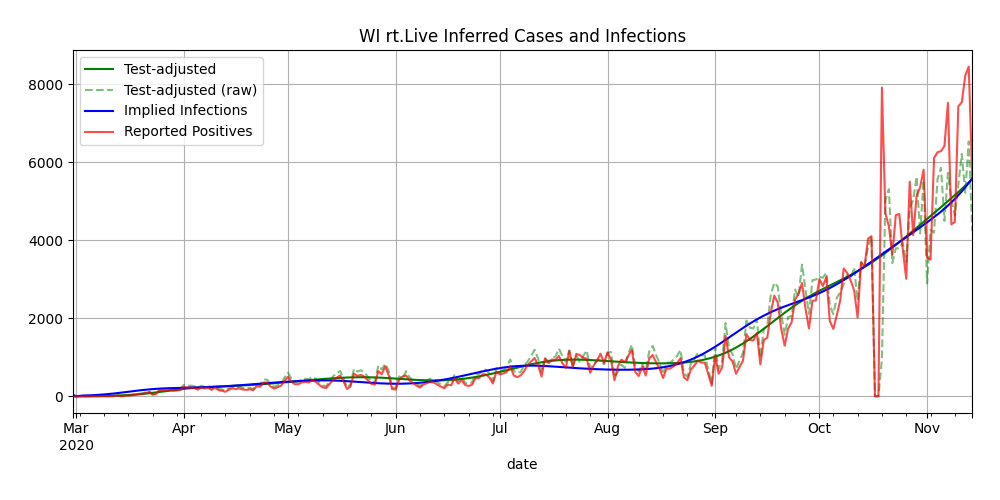 WI rt.Live Inferred Cases and Infections
Test-adjusted
Test-adjusted (raw)
Implied Infections
Reported Positives
8000
6000
4000
2000
0
Mar Apr May Jun Jul Aug Sep Oct Nov
2020
date